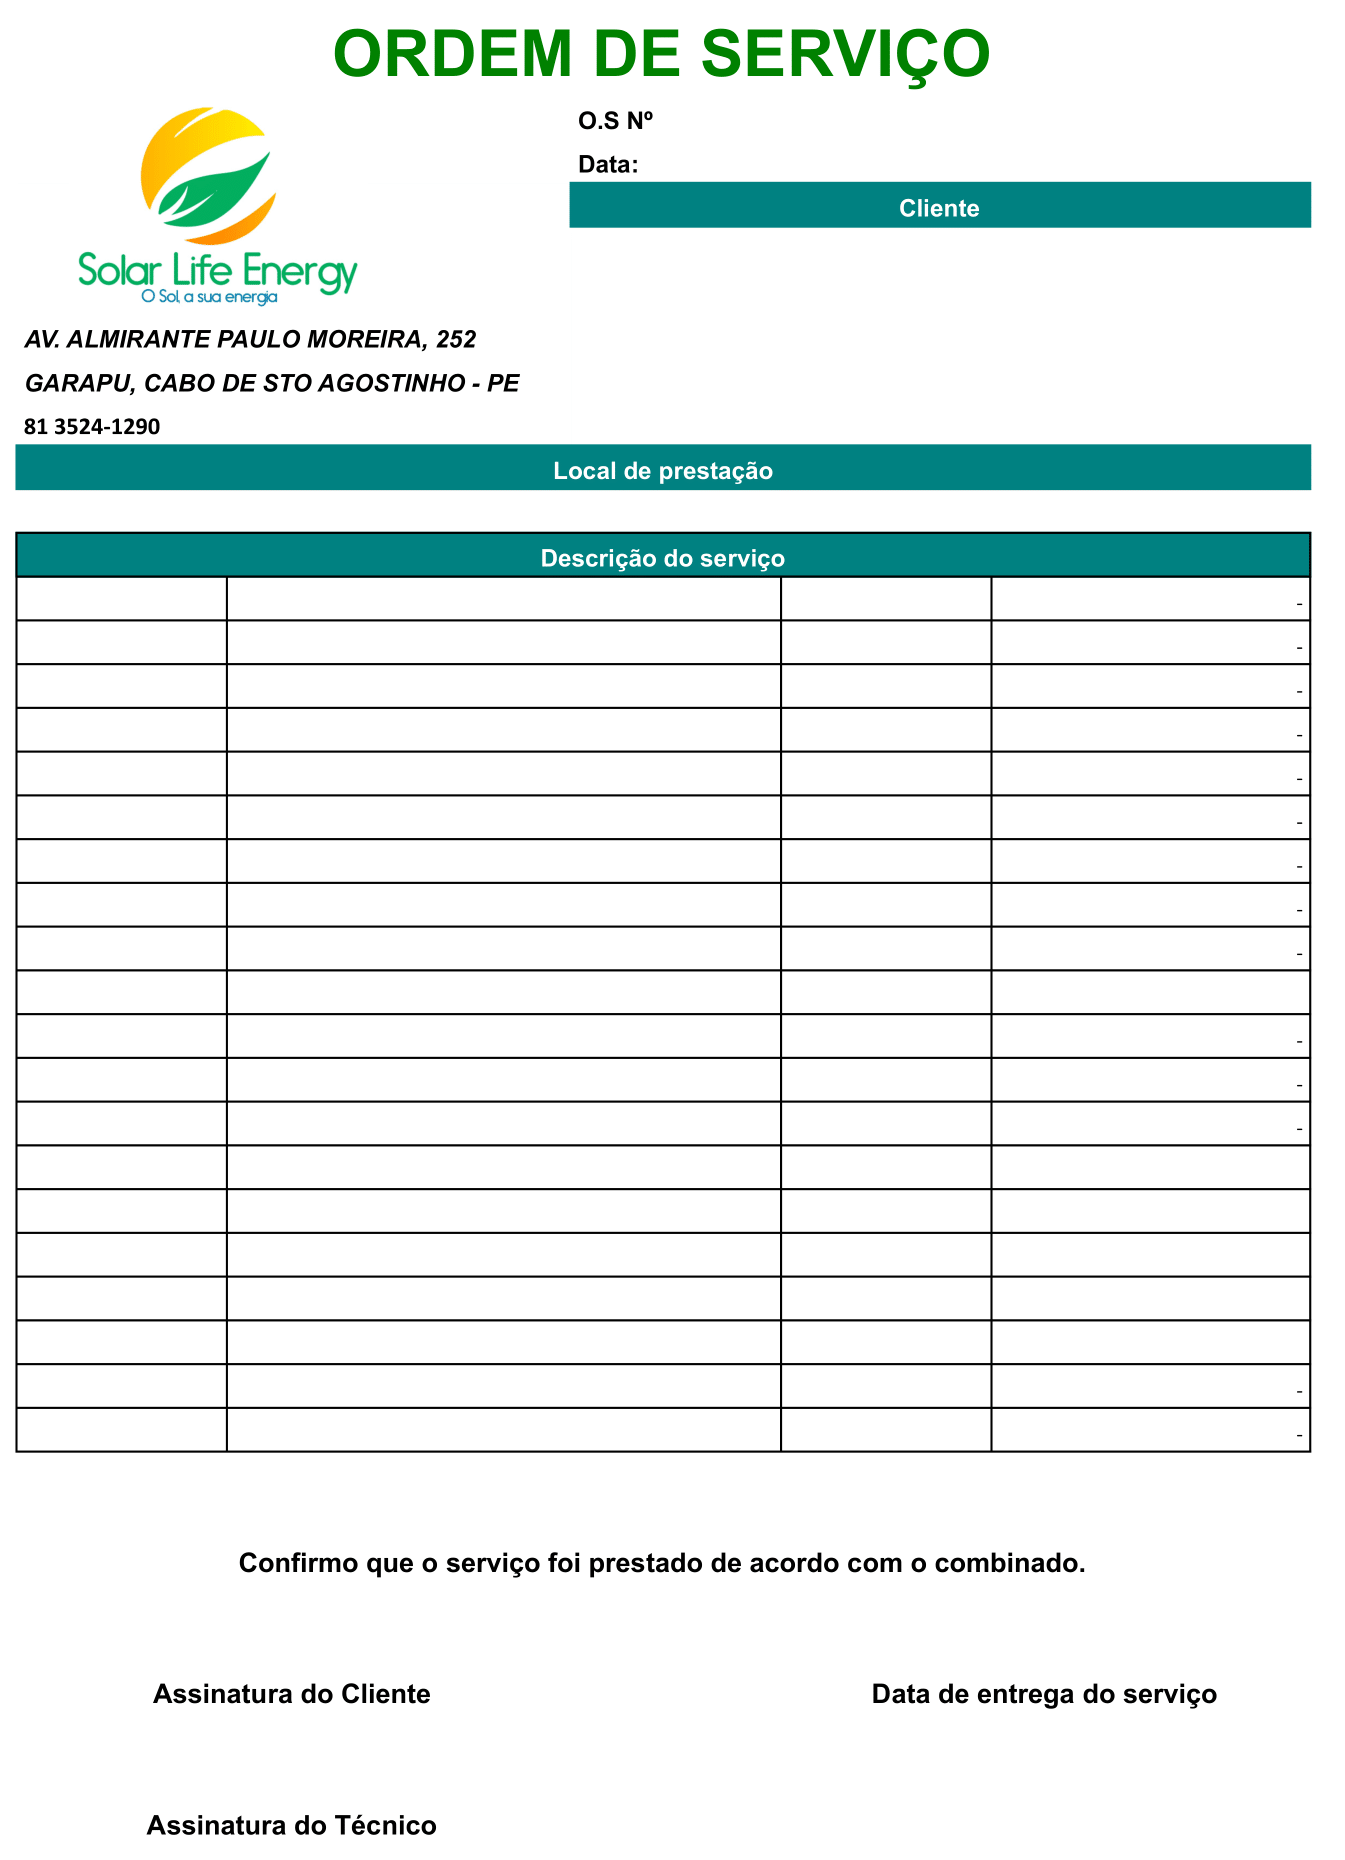 ORDEM DE SERVIÇO
O.S Nº
Data:
Cliente
Solar Life Energy
O Sol, a sua energia
AV. ALMIRANTE PAULO MOREIRA, 252
GARAPU, CABO DE STO AGOSTINHO - PE
81 3524-1290
Local de prestação
Descrição do serviço
-
-
-
-
-
-
-
-
-
-
-
-
-
-
Confirmo que o serviço foi prestado de acordo com o combinado.
Assinatura do Cliente
Data de entrega do serviço
Assinatura do Técnico